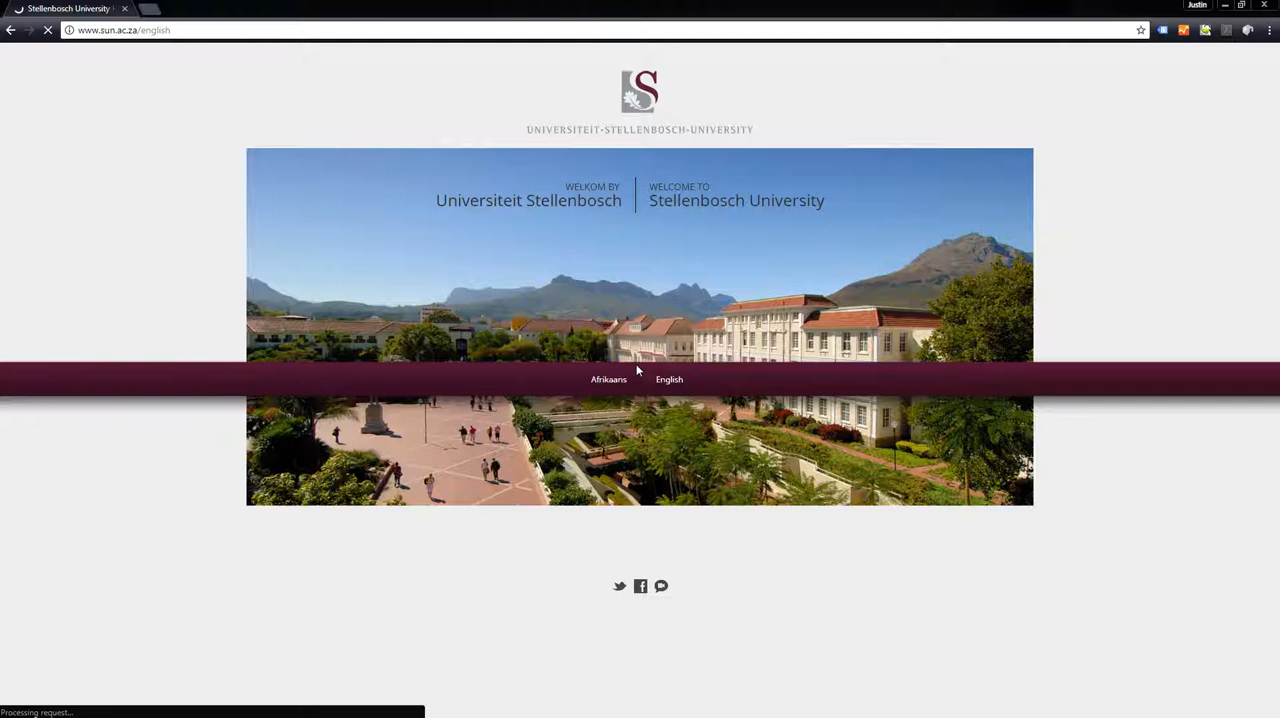 Stellenbosch University
Justin
www.sun.ac.za/english
S
UNIVERSITEIT•STELLENBOSCH•UNIVERSITY
WELKOM BY
Universiteit Stellenbosch
WELCOME TO
Stellenbosch University
Afrikaans
English
Processing request...